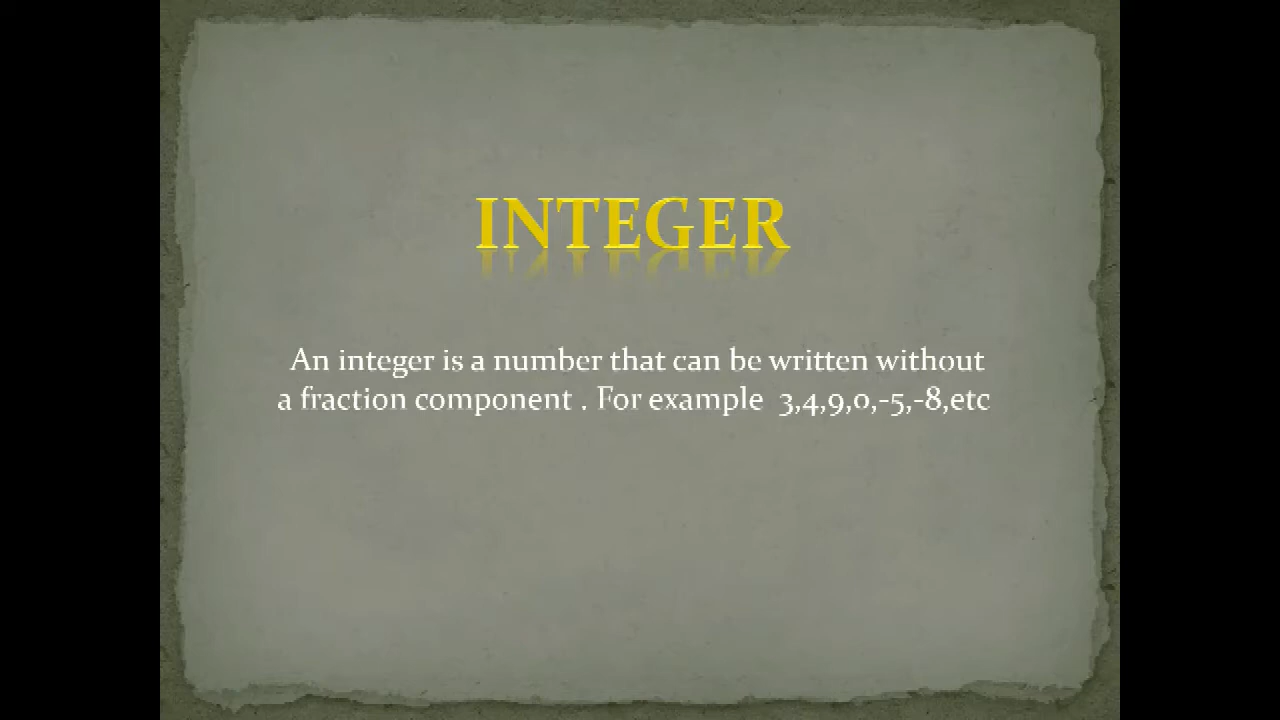 INTEGER
An integer is a number that can be written without
a fraction component . For example 3,4,9,0,-5,-8,etc